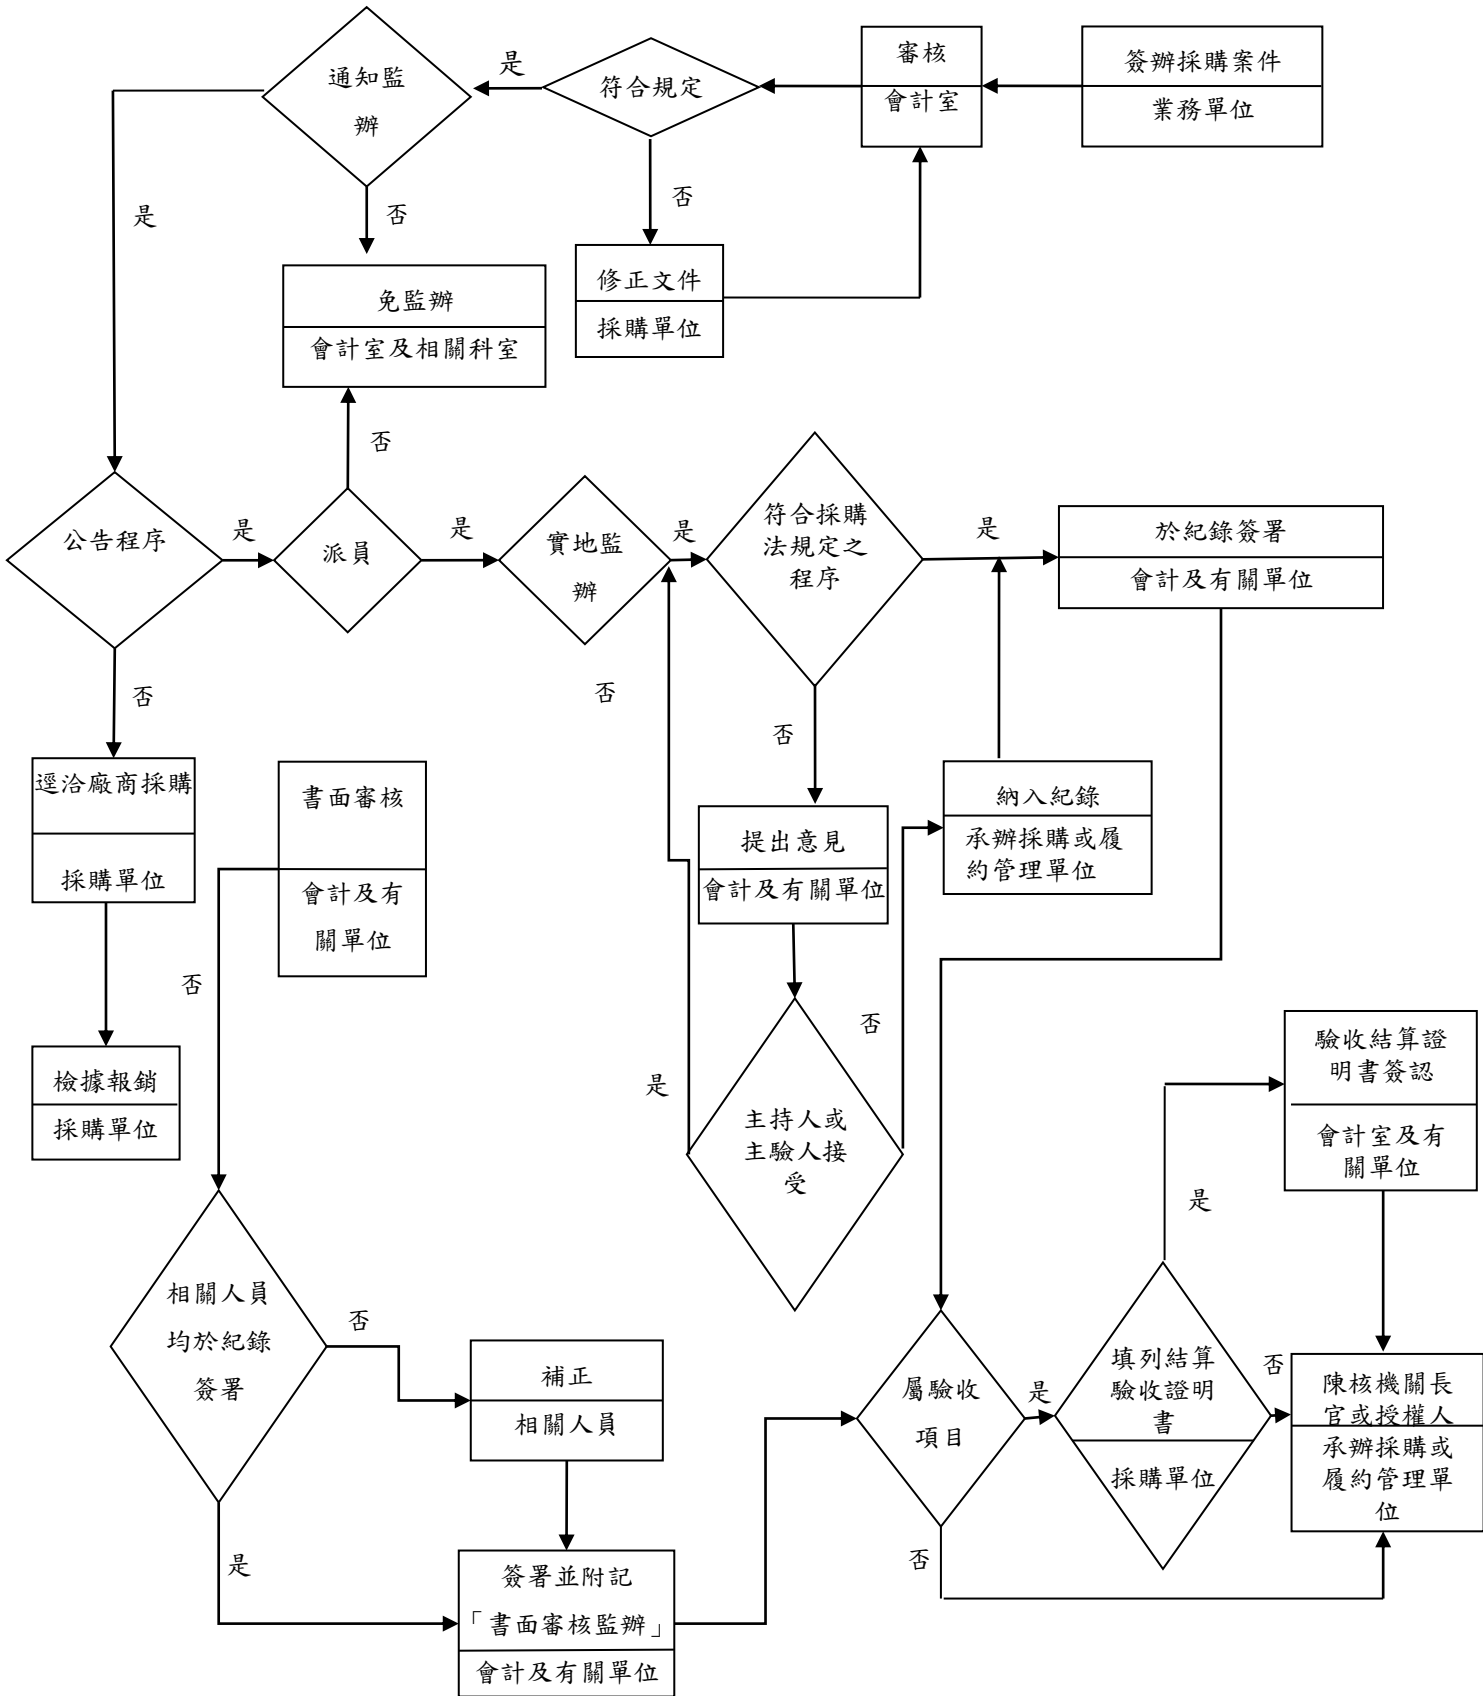 簽辦採購案件
業務單位
審核
會計室
符合規定
是
否
通知監
辦
是
否
修正文件
採購單位
免監辦
會計室及相關科室
否
公告程序
是
否
派員
是
實地監
辦
是
否
符合採購
法規定之
程序
是
否
於紀錄簽署
會計及有關單位
逕洽廠商採購
採購單位
書面審核
會計及有
關單位
否
提出意見
會計及有關單位
納入紀錄
承辦採購或履
約管理單位
檢據報銷
採購單位
主持人或
主驗人接
受
是
否
驗收結算證
明書簽認
會計室及有
關單位
相關人員
均於紀錄
簽署
否
是
補正
相關人員
屬驗收
項目
是
否
填列結算
驗收證明
書
採購單位
是
否
陳核機關長
官或授權人
承辦採購或
履約管理單
位
簽署並附記
「書面審核監辦」
會計及有關單位